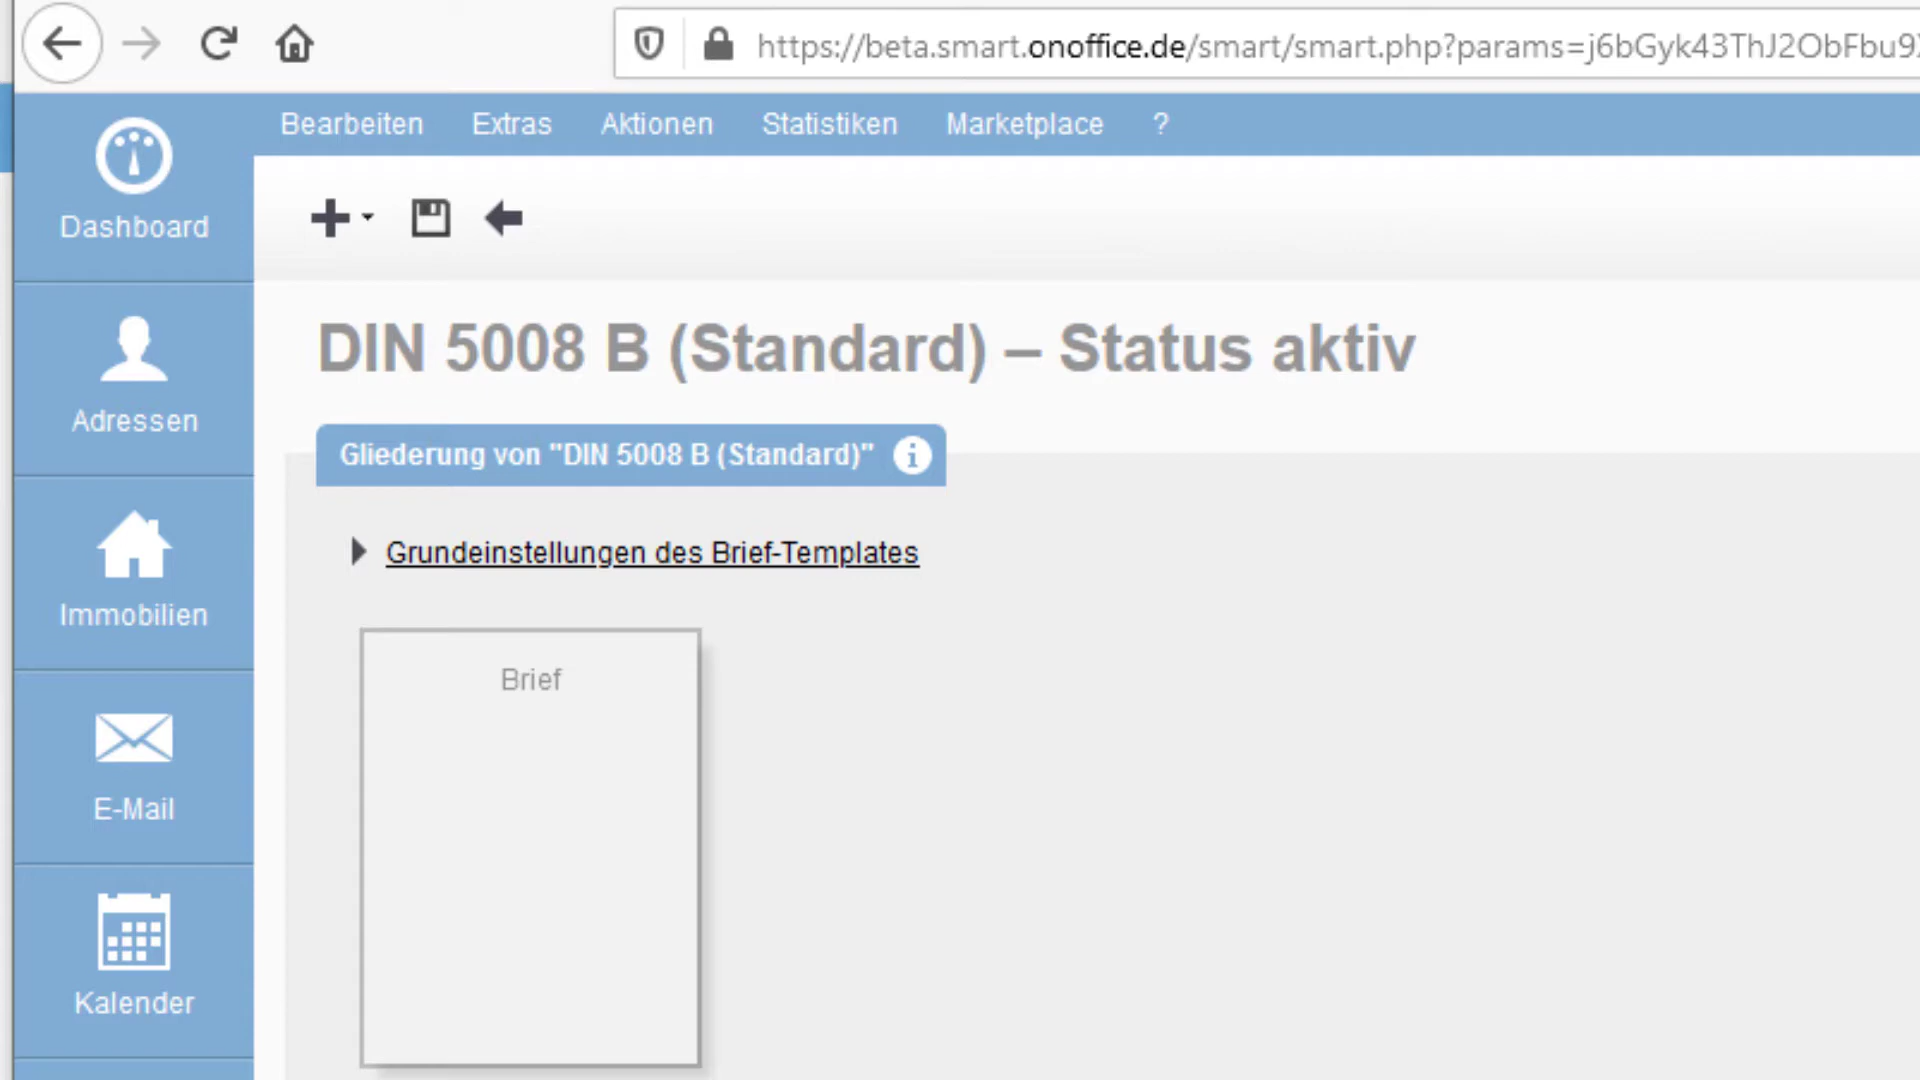 https://beta.smart.onoffice.de/smart/smart.php?params=j6bGyk43ThJ2ObFbu9
Bearbeiten Extras Aktionen Statistiken Marketplace ?
Dashboard
DIN 5008 B (Standard) – Status aktiv
Adressen
Gliederung von "DIN 5008 B (Standard)"
Grundeinstellungen des Brief-Templates
Immobilien
Brief
E-Mail
Kalender